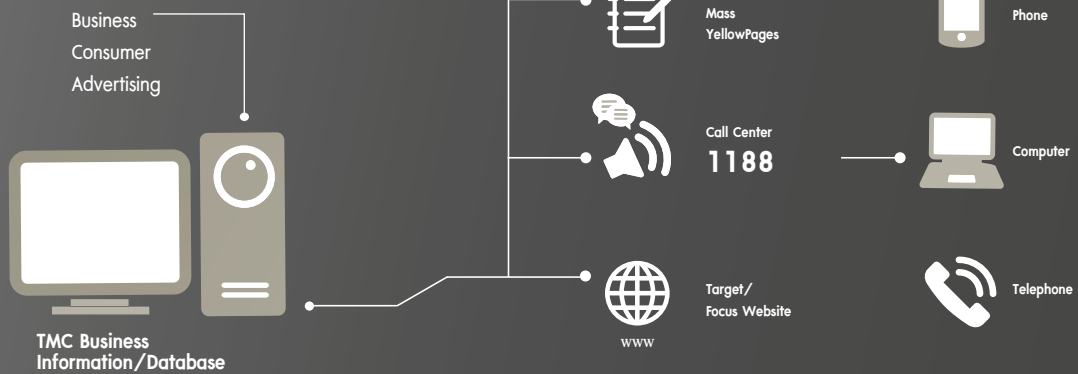 Business
Consumer
Advertising
TMC Business
Information/Database
Mass
YellowPages
Call Center
1188
Target/
Focus Website
www
Phone
Computer
Telephone